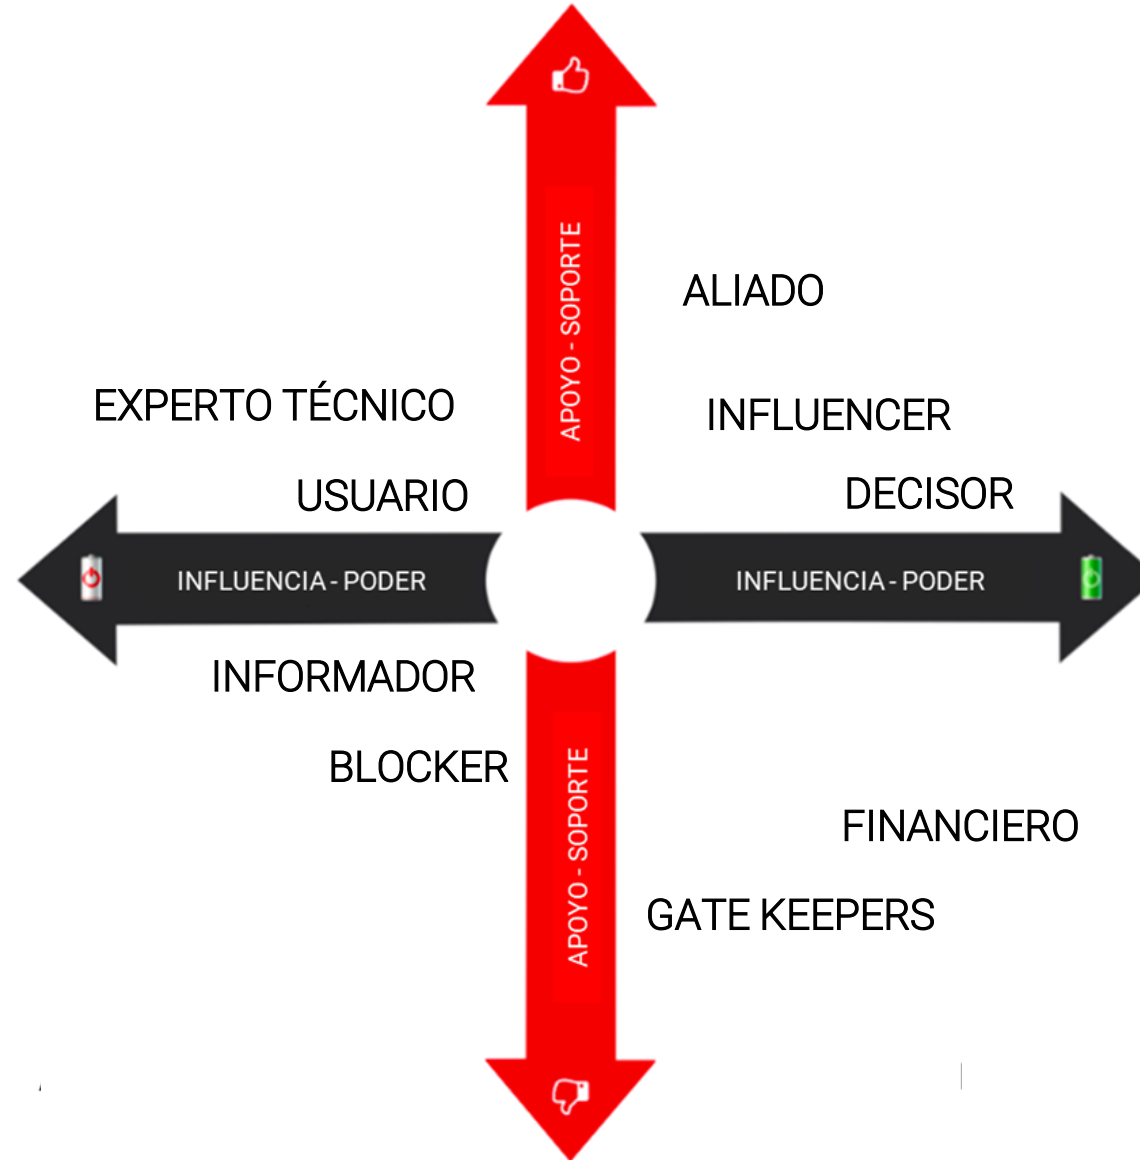 APOYO - SOPORTE
ALIADO
EXPERTO TÉCNICO
INFLUENCER
USUARIO
DECISOR
INFLUENCIA - PODER
INFLUENCIA - PODER
INFORMADOR
BLOCKER
APOYO - SOPORTE
FINANCIERO
GATE KEEPERS